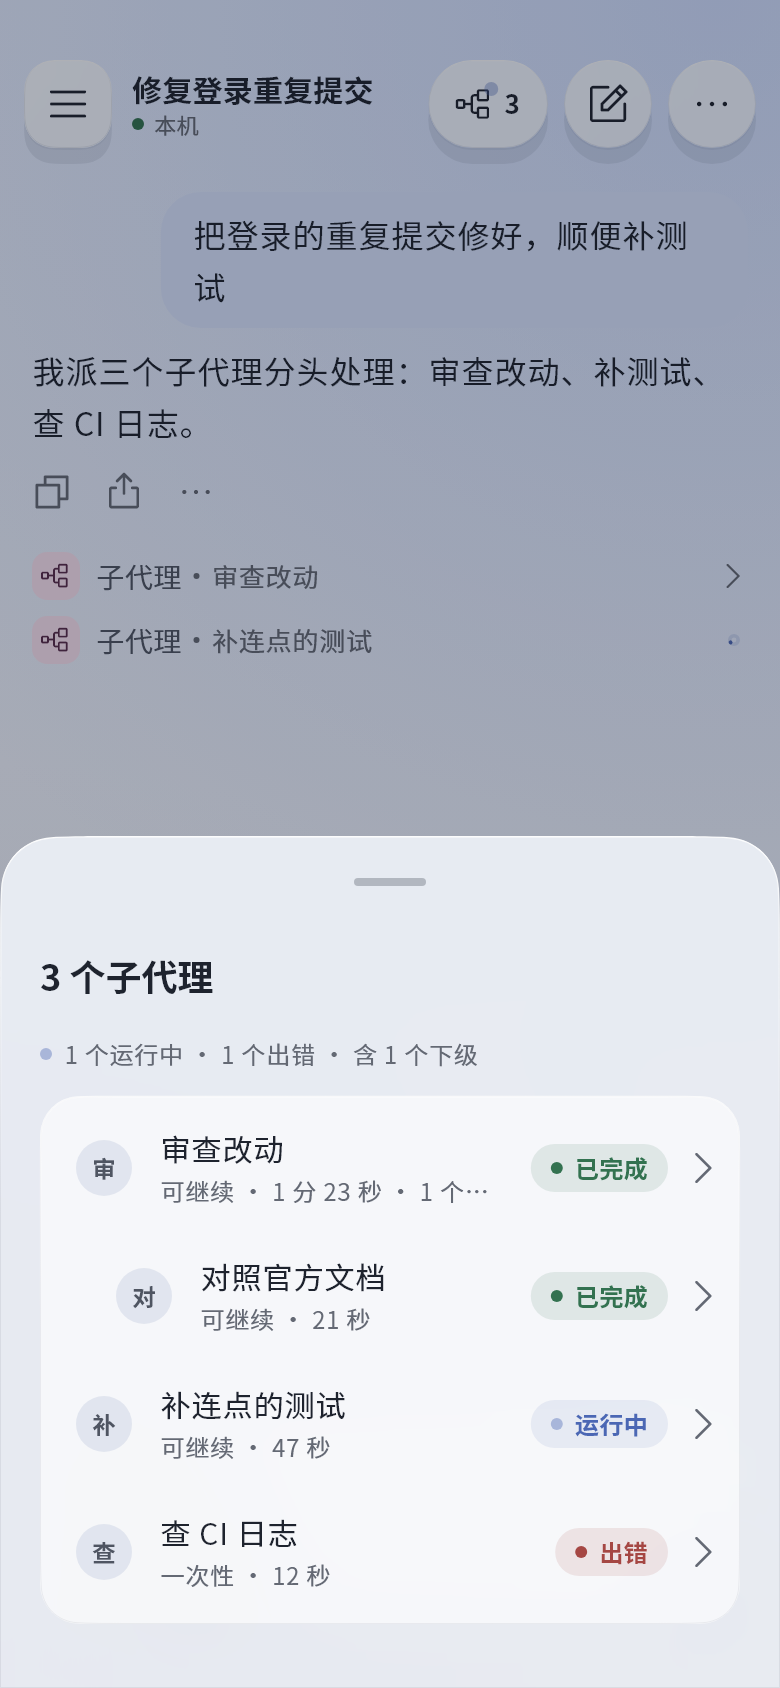 修复登录重复提交
本机
3
把登录的重复提交修好，顺便补测
试
我派三个子代理分头处理：审查改动、补测试、
查 CI 日志。
子代理 • 审查改动
子代理 • 补连点的测试
3 个子代理
1 个运行中 • 1 个出错 • 含 1 个下级
审
审查改动
可继续 • 1 分 23 秒 • 1 个…
已完成
对
对照官方文档
可继续 • 21 秒
已完成
补
补连点的测试
可继续 • 47 秒
运行中
查
查 CI 日志
一次性 • 12 秒
出错